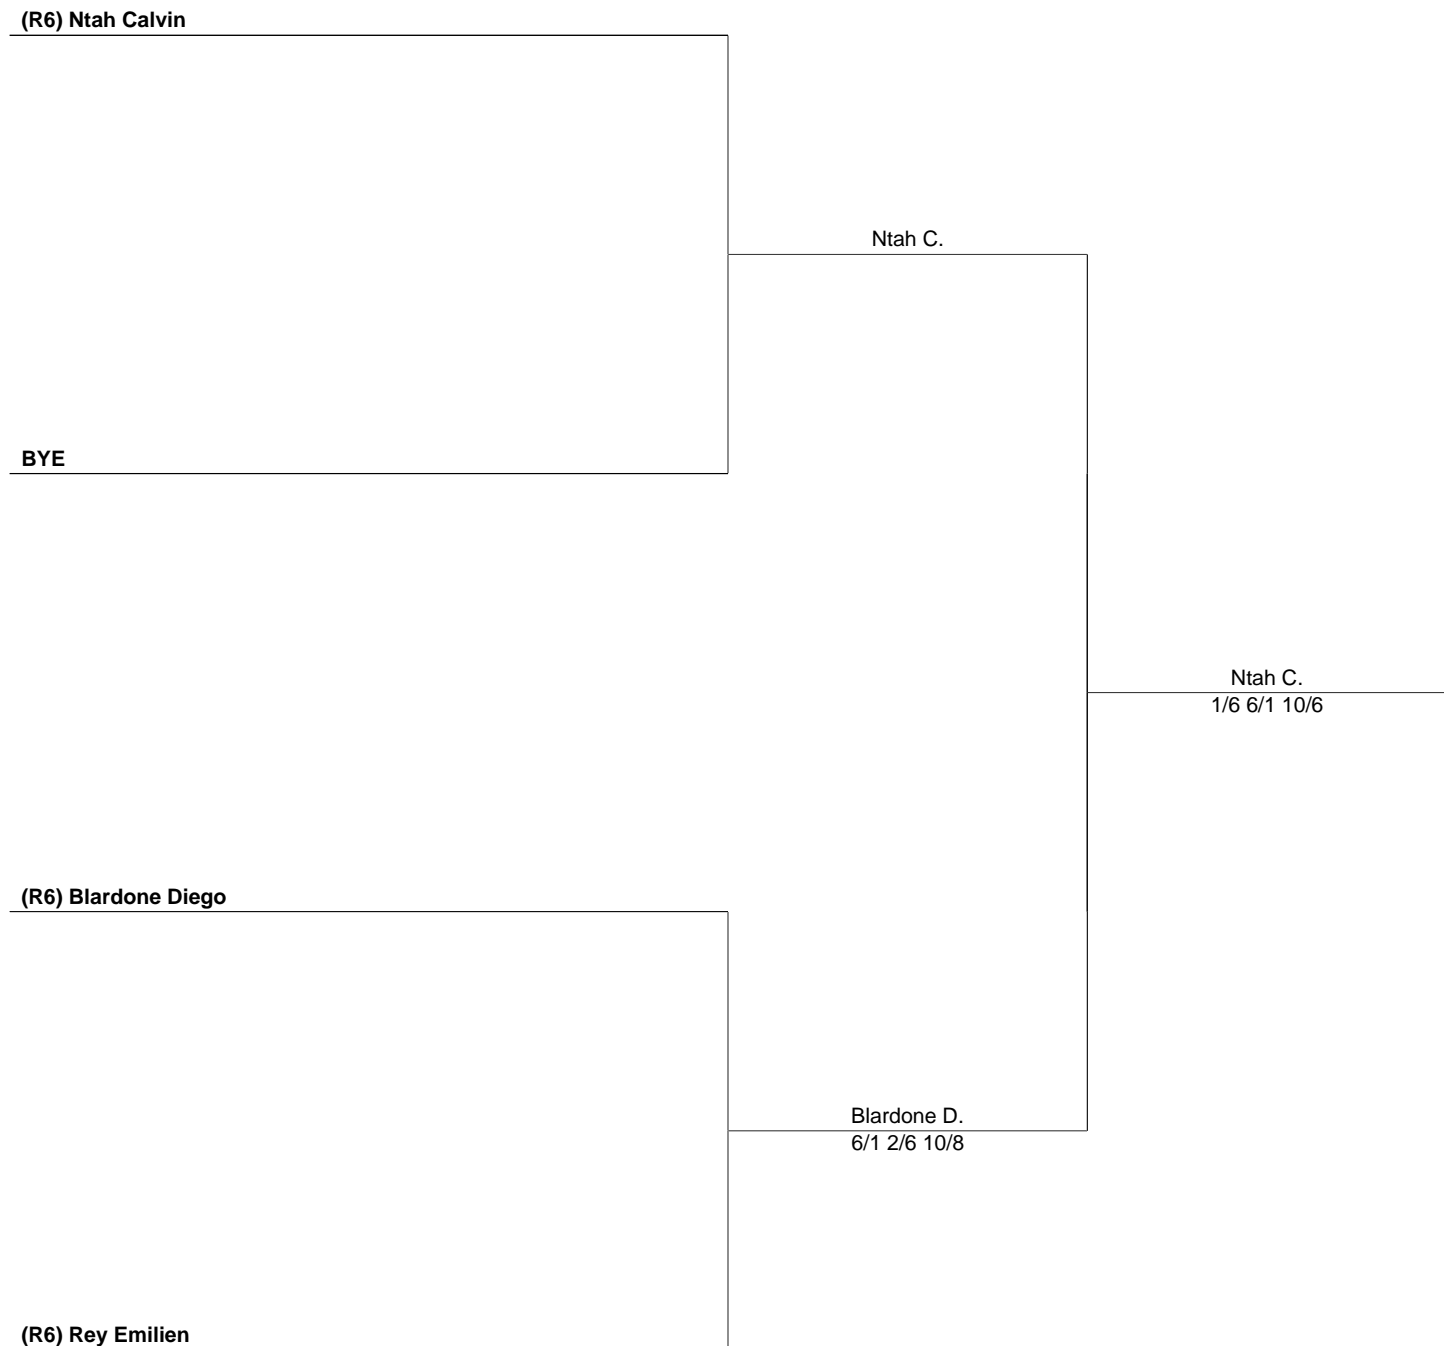 (R6) Ntah Calvin
Ntah C.
BYE
Ntah C.
1/6 6/1 10/6
(R6) Blardone Diego
Blardone D.
6/1 2/6 10/8
(R6) Rey Emilien